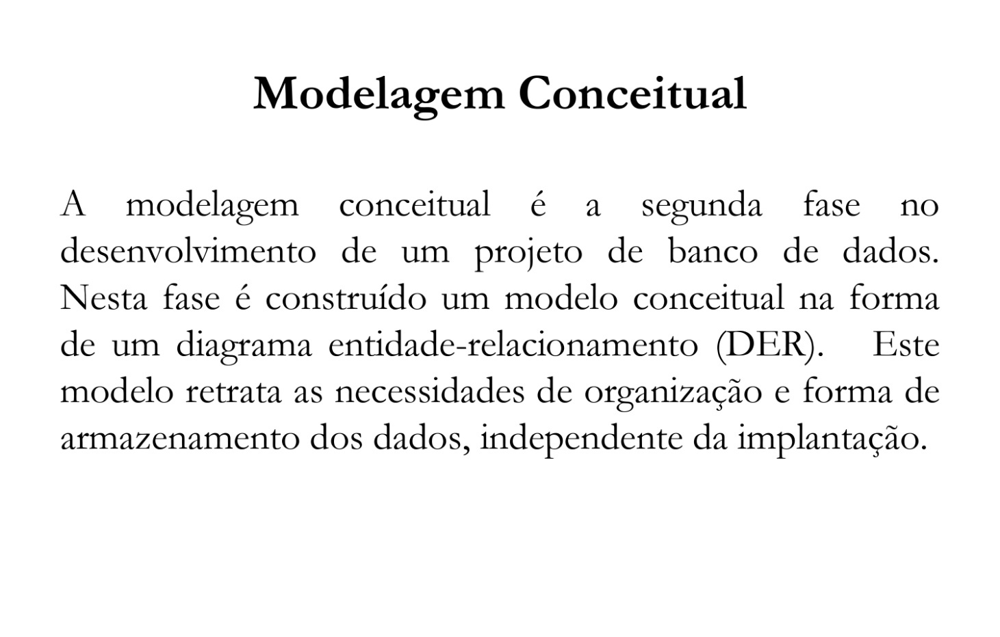 Modelagem Conceitual
A modelagem conceitual é a segunda fase no
desenvolvimento de um projeto de banco de dados.
Nesta fase é construído um modelo conceitual na forma
de um diagrama entidade-relacionamento (DER). Este
modelo retrata as necessidades de organização e forma de
armazenamento dos dados, independente da implantação.